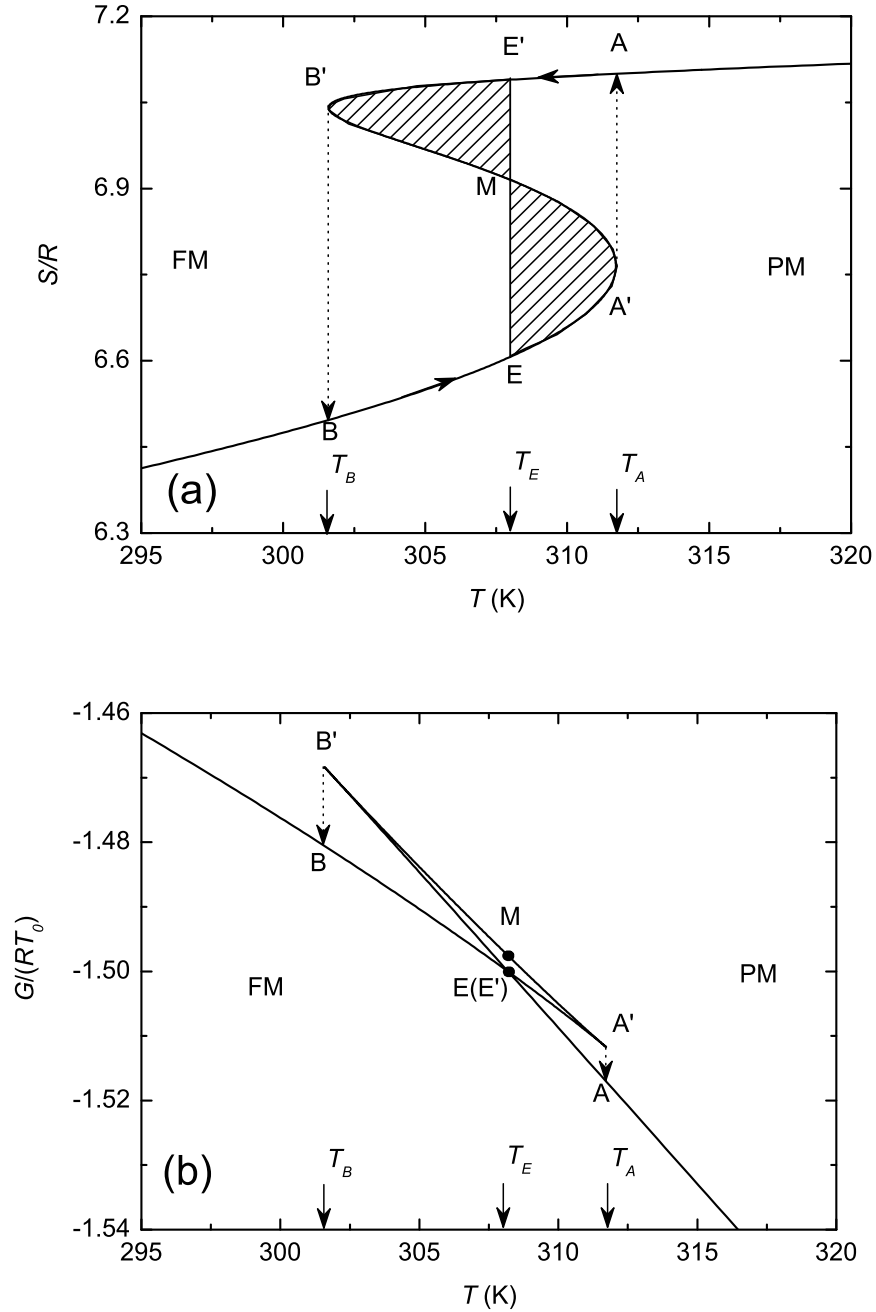 7.2
E'
A
B'
6.9
M
S/R
FM
PM
A'
6.6
E
B
T_B
T_E
T_A
(a)
6.3
295
300
305
310
315
320
T (K)
-1.46
B'
-1.48
B
M
G/(RT_0)
-1.50
FM
E(E')
PM
A'
A
-1.52
T_B
T_E
T_A
(b)
-1.54
295
300
305
310
315
320
T (K)